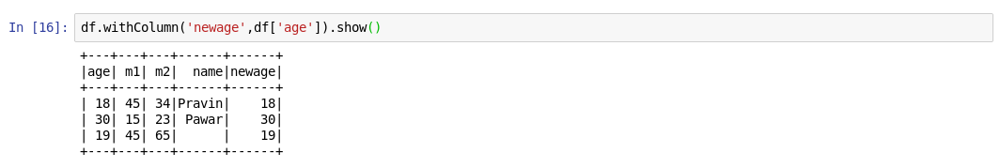 In [16]: df.withColumn('newage',df['age']).show()
+---+---+---+------+------+
|age| m1| m2|  name|newage|
+---+---+---+------+------+
| 18| 45| 34|Pravin|    18|
| 30| 15| 23| Pawar|    30|
| 19| 45| 65|      |    19|
+---+---+---+------+------+